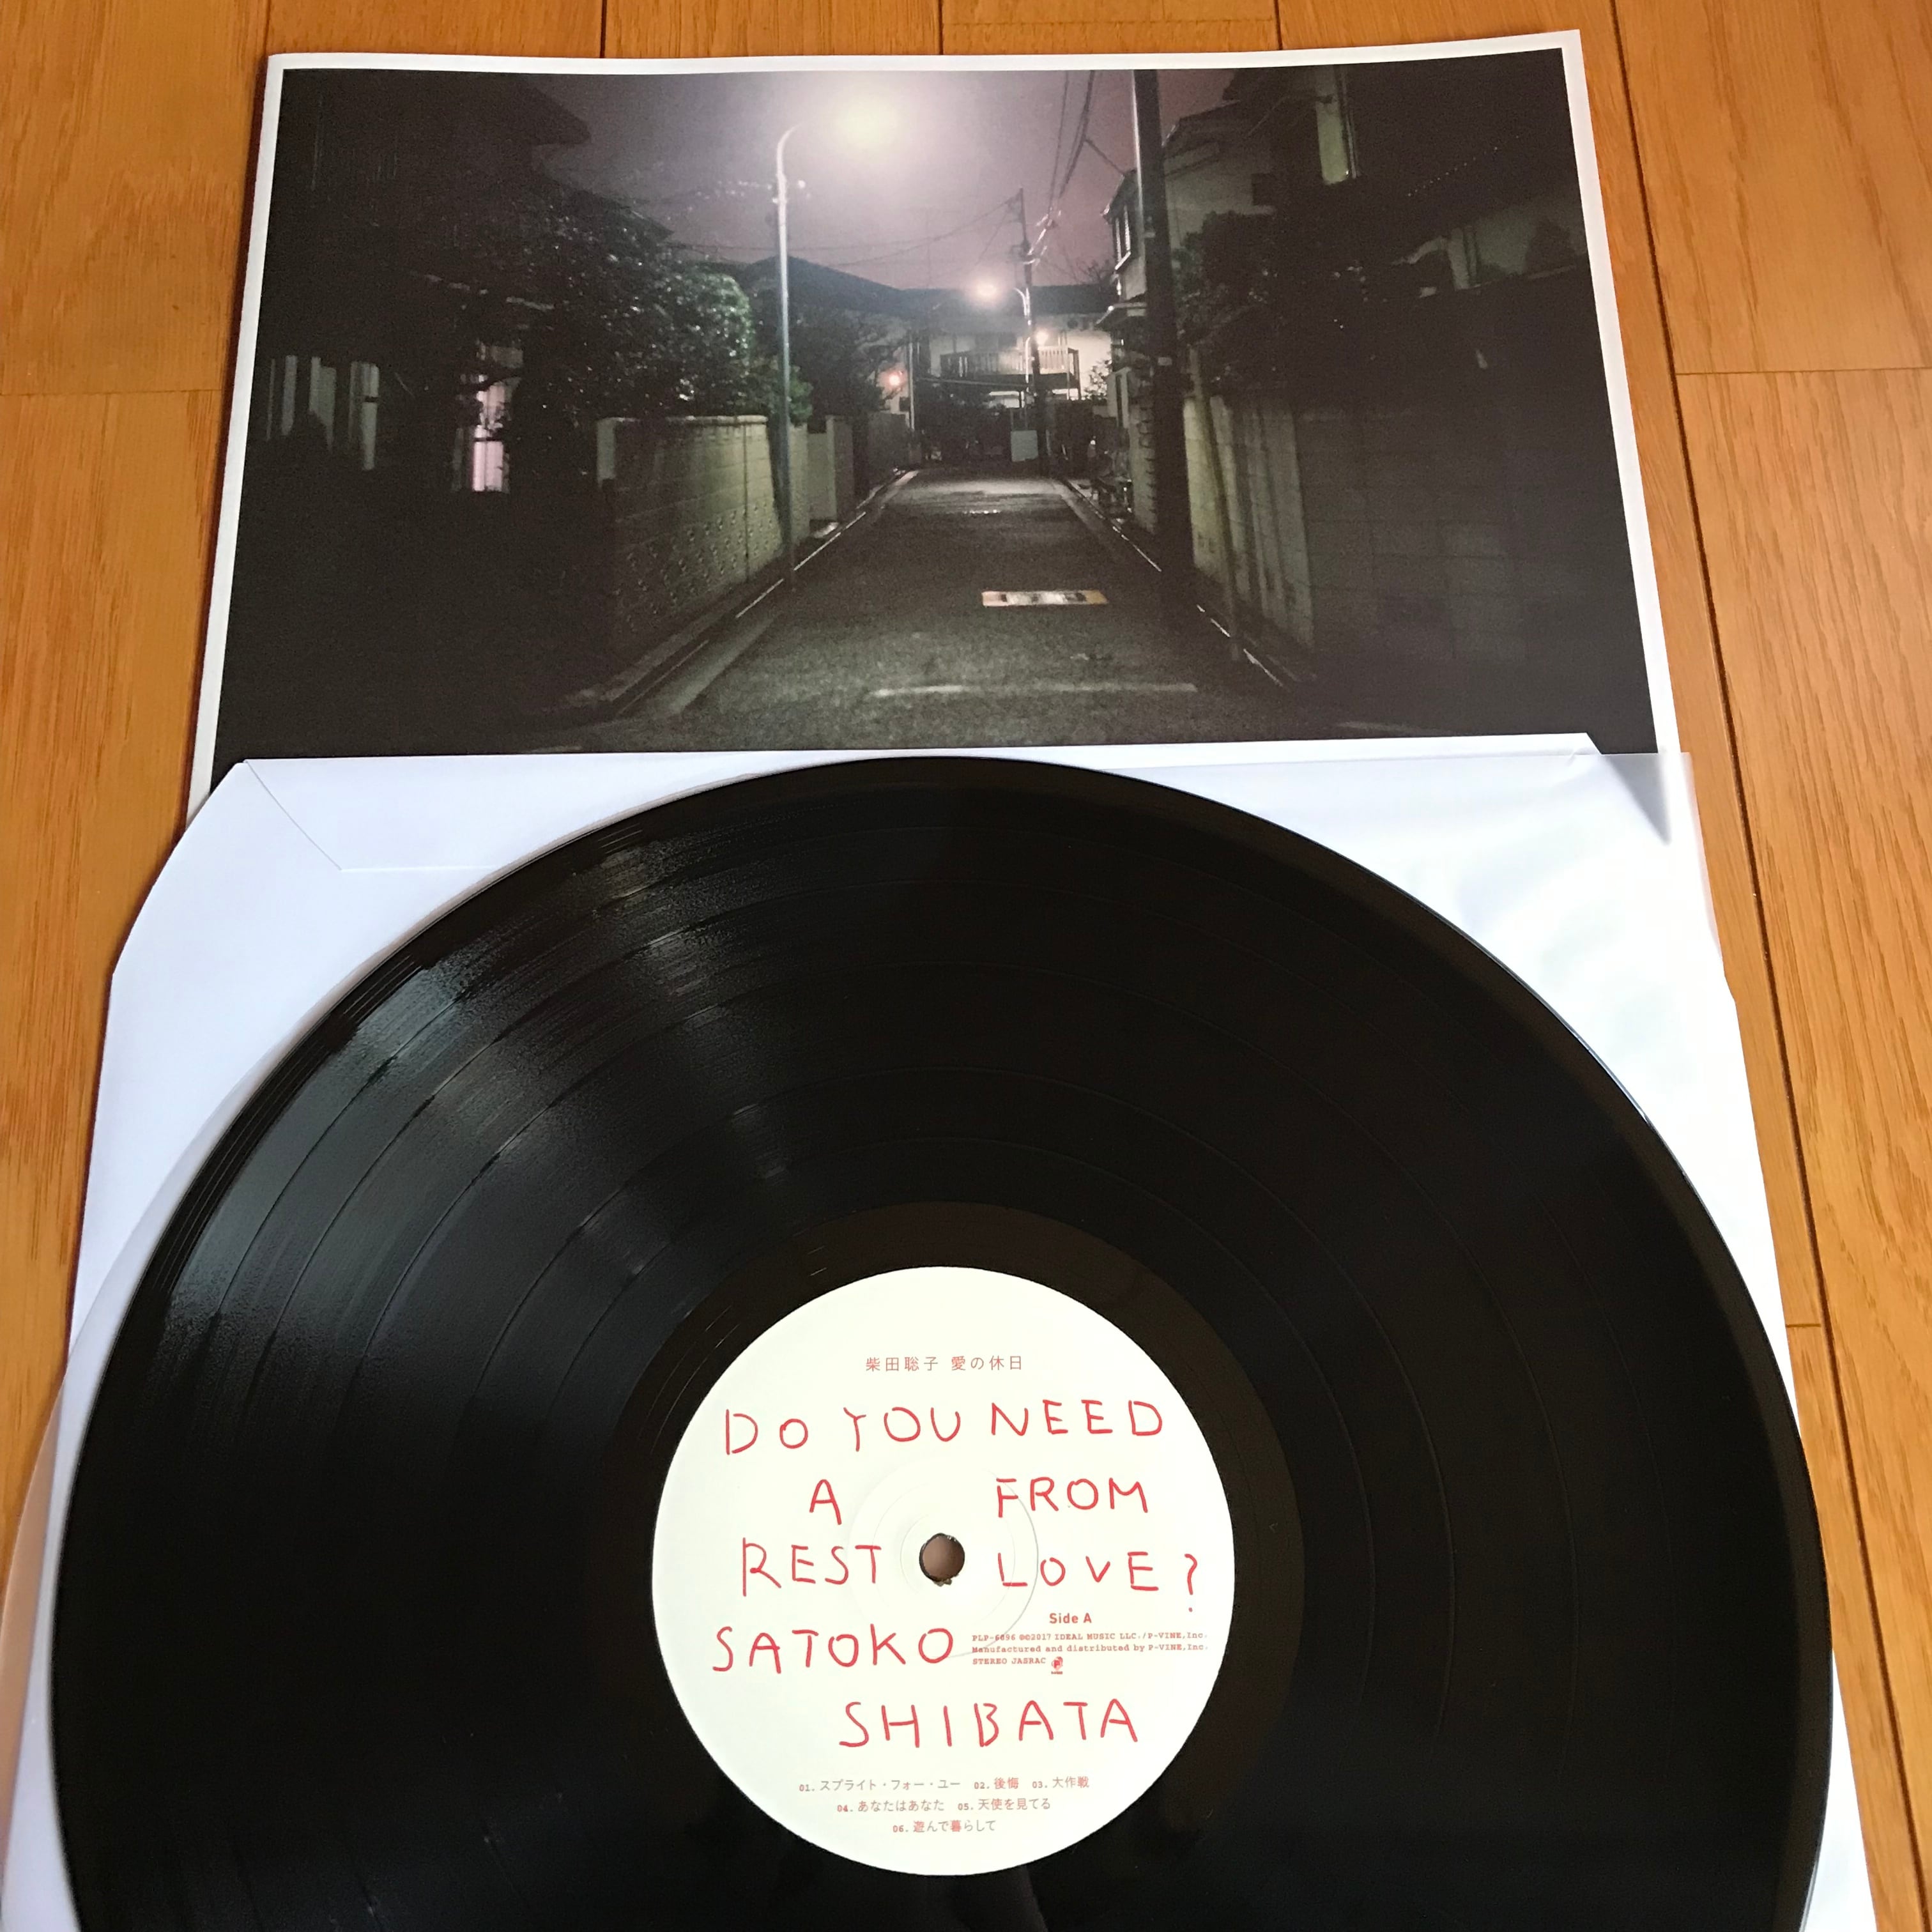 柴田聡子 愛の休日
DO YOU NEED
A FROM
REST LOVE?
Side A
SATOKO
PLP-6896 ℗©2017 IDEAL MUSIC LLC./P-VINE,Inc.
Manufactured and distributed by P-VINE,Inc.
STEREO JASRAC
SHIBATA
01.スプライト・フォー・ユー 02.後悔 03.大作戦
04.あなたはあなた 05.天使を見てる
06.遊んで暮らして